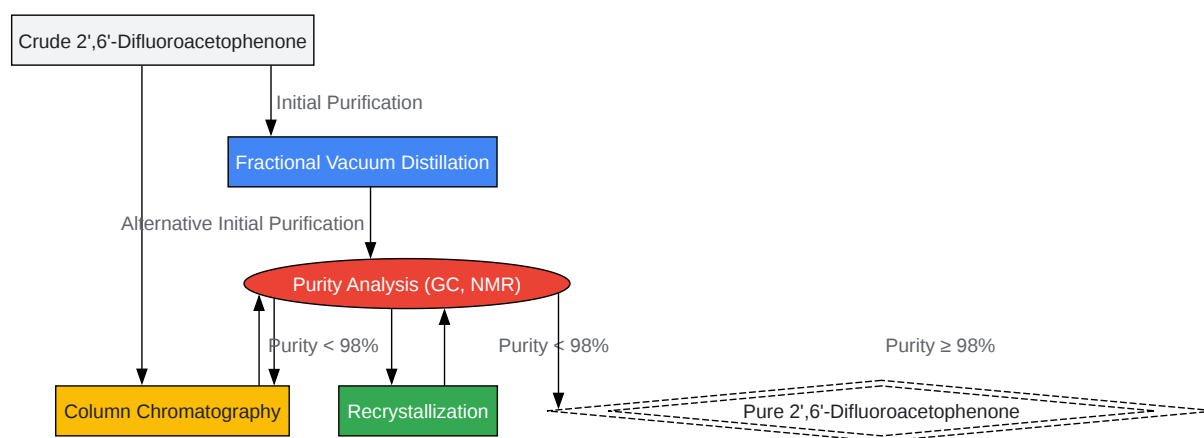 Crude 2',6'-Difluoroacetophenone
Initial Purification
Fractional Vacuum Distillation
Alternative Initial Purification
Purity Analysis (GC, NMR)
Purity < 98%
Purity < 98%
Purity ≥ 98%
Column Chromatography
Recrystallization
Pure 2',6'-Difluoroacetophenone